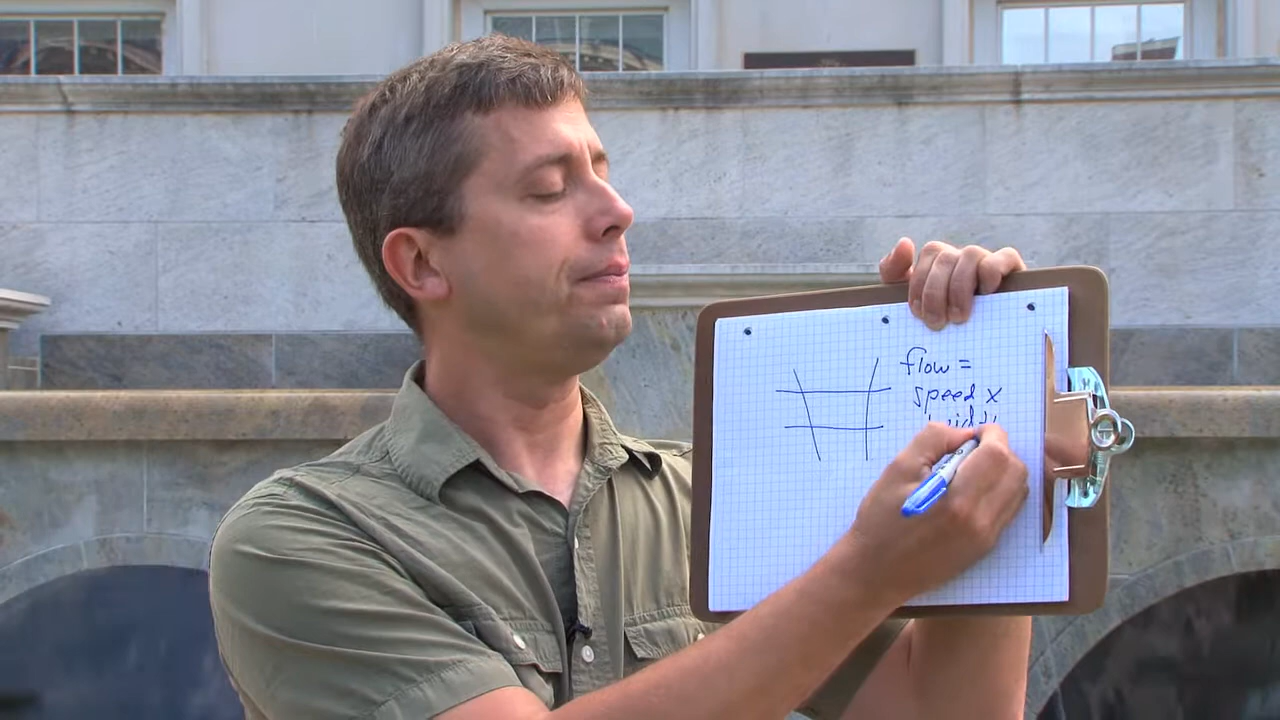 flow =
speed x